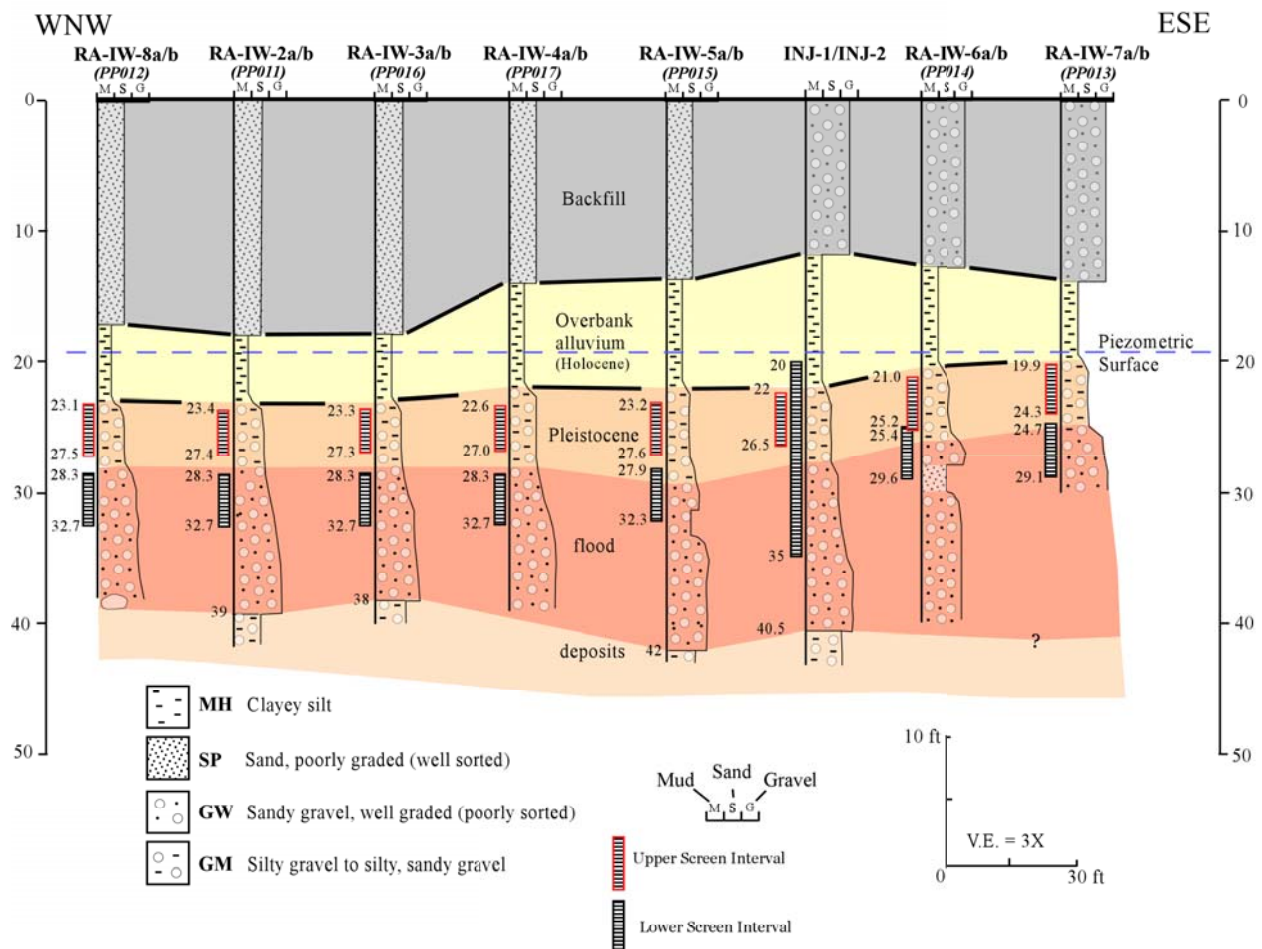 WNW
ESE
RA-IW-8a/b RA-IW-2a/b RA-IW-3a/b RA-IW-4a/b RA-IW-5a/b INJ-1/INJ-2 RA-IW-6a/b RA-IW-7a/b
(PP012) (PP011) (PP016) (PP017) (PP015) (PP014) (PP013)
M S G M S G M S G M S G M S G M S G M S G M S G
0 0
Backfill
10 10
Overbank
alluvium
(Holocene)
Piezometric
Surface
20 20
23.1 23.4 23.3 22.6 23.2 22 20 21.0 19.9
Pleistocene
27.5 27.4 27.3 27.0 27.6 26.5 25.2 24.3
28.3 28.3 28.3 28.3 27.9 25.4 24.7
32.7 32.7 32.7 32.7 32.3 35 29.6 29.1
30 30
flood
39 38 42 40.5
40 40
deposits
?
50 50
MH Clayey silt
SP Sand, poorly graded (well sorted)
GW Sandy gravel, well graded (poorly sorted)
GM Silty gravel to silty, sandy gravel
Mud Sand Gravel
M S G
Upper Screen Interval
Lower Screen Interval
10 ft
V.E. = 3X
0 30 ft